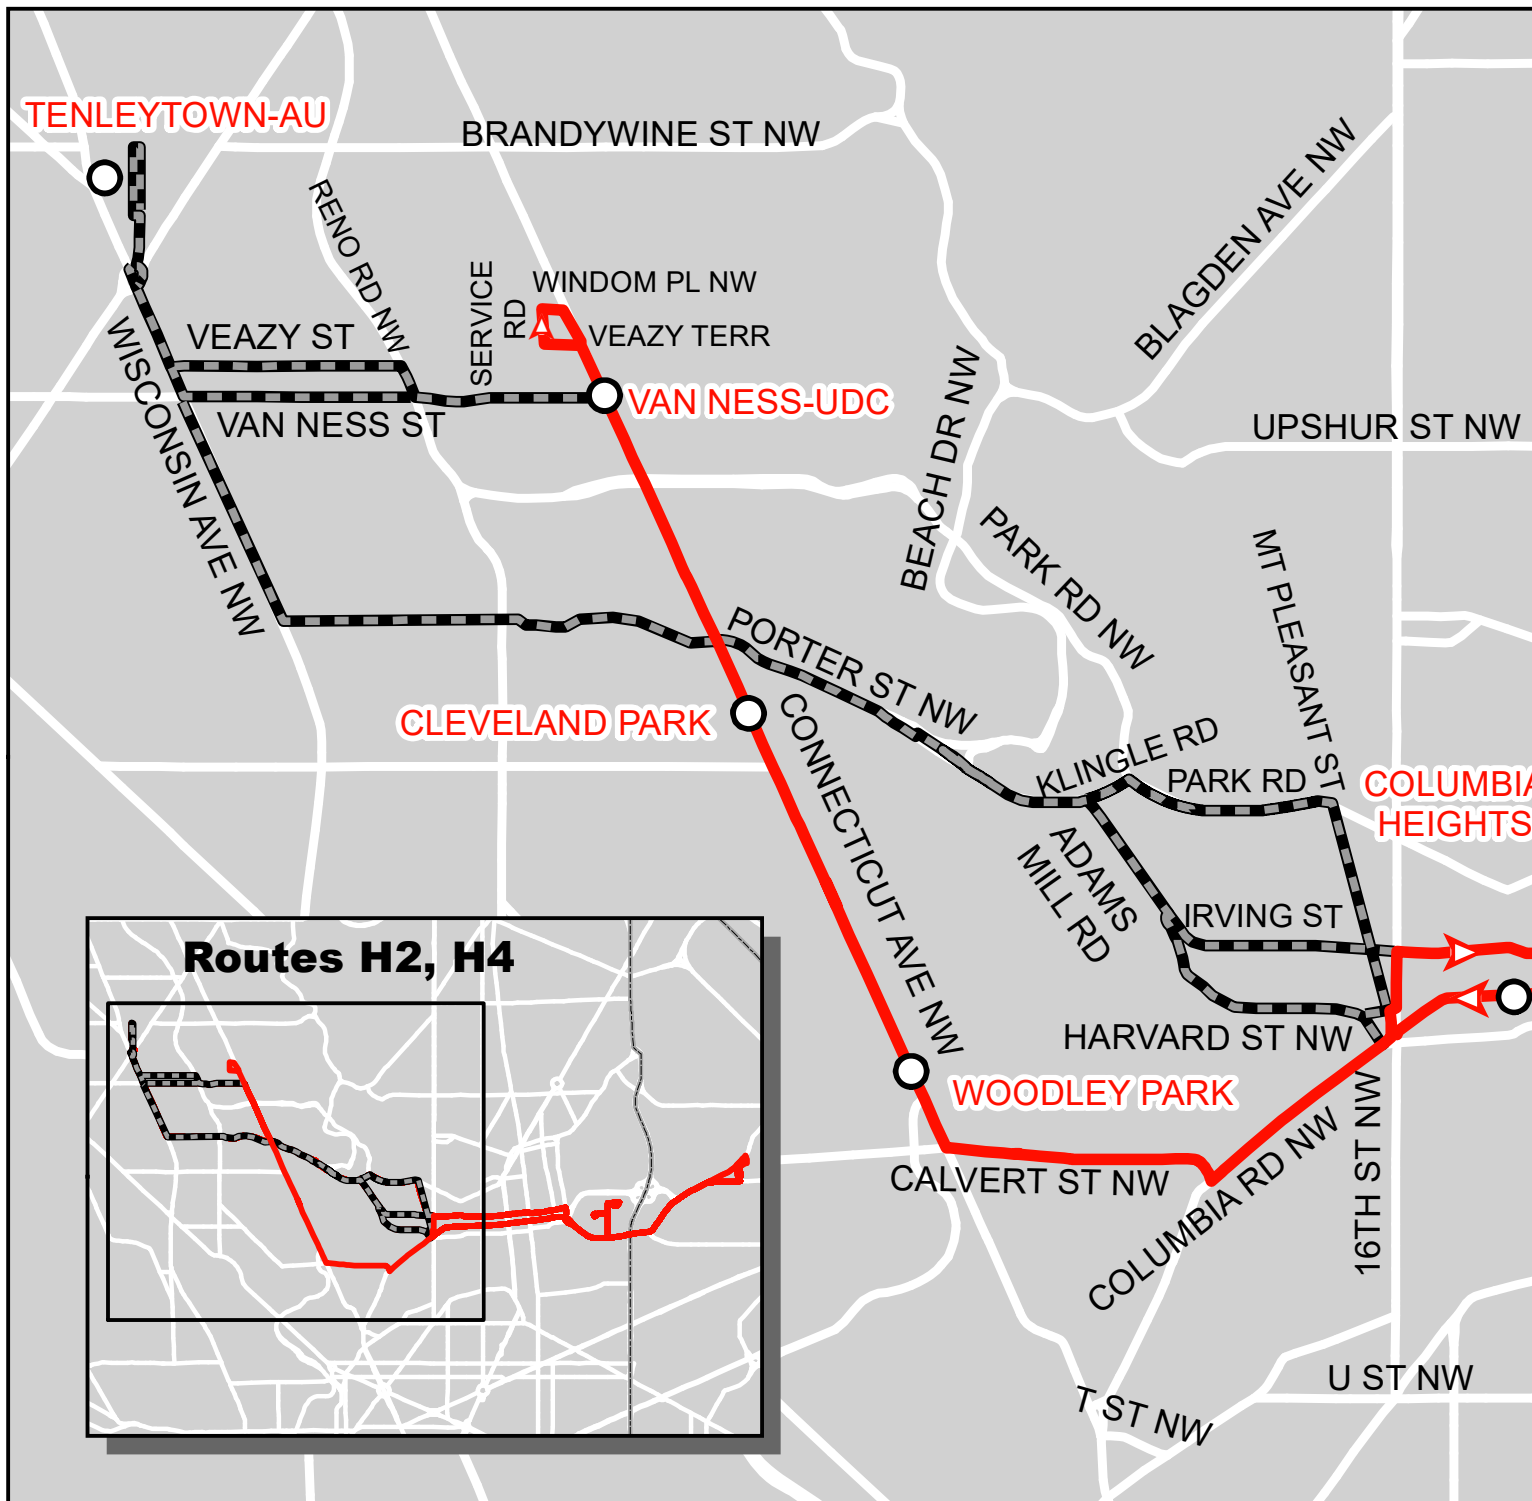 TENLEYTOWN-AU
BRANDYWINE ST NW
BLAGDEN AVE NW
RENO RD NW
SERVICE
RD
WINDOM PL NW
VEAZY TERR
WISCONSIN AVE NW
VEAZY ST
VAN NESS ST
VAN NESS-UDC
BEACH DR NW
UPSHUR ST NW
PARK RD NW
MT PLEASANT ST
PORTER ST NW
CLEVELAND PARK
CONNECTICUT AVE NW
KLINGLE RD
PARK RD
COLUMBIA
HEIGHTS
ADAMS
MILL RD
IRVING ST
HARVARD ST NW
Routes H2, H4
WOODLEY PARK
CALVERT ST NW
COLUMBIA RD NW
16TH ST NW
U ST NW
T ST NW